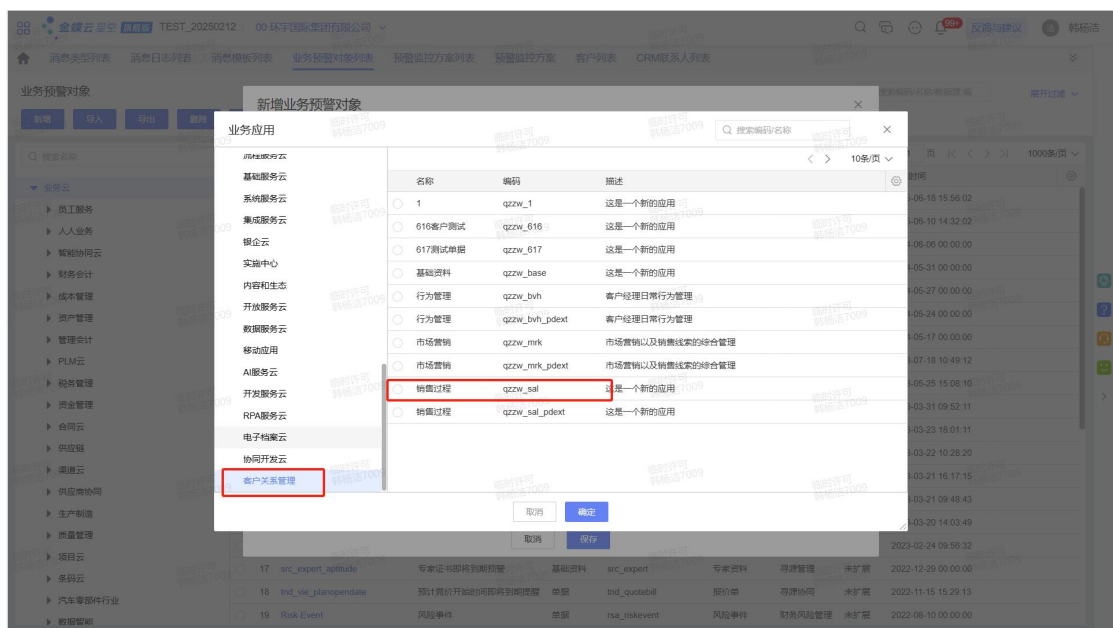 金蝶云星空 旗舰版 TEST_20250212 00 环宇国际集团有限公司
99+ 反馈与建议 韩杨洁
消息类型列表 消息日志列表 消息模板列表 业务预警对象列表 预警监控方案列表 预警监控方案 客户列表 CRM联系人列表
业务预警对象 展开过滤
新增业务预警对象
新增 导入 导出 删除
业务应用 搜索编码/名称
搜索名称 10条/页 页 1000条/页
流程服务云
基础服务云
系统服务云
集成服务云
银企云
实施中心
内容和生态
开放服务云
数据服务云
移动应用
AI服务云
开发服务云
RPA服务云
电子档案云
协同开发云
客户关系管理
名称 编码 描述
1 qzzw_1 这是一个新的应用
616客户测试 qzzw_616 这是一个新的应用
617测试单据 qzzw_617 这是一个新的应用
基础资料 qzzw_base 这是一个新的应用
行为管理 qzzw_bvh 客户经理日常行为管理
行为管理 qzzw_bvh_pdext 客户经理日常行为管理
市场营销 qzzw_mrk 市场营销以及销售线索的综合管理
市场营销 qzzw_mrk_pdext 市场营销以及销售线索的综合管理
销售过程 qzzw_sal 这是一个新的应用
销售过程 qzzw_sal_pdext 这是一个新的应用
取消 确定
取消 保存
业务云
员工服务
人人业务
智能协同云
财务会计
成本管理
资产管理
管理会计
PLM云
税务管理
资金管理
合同云
供应链
渠道云
供应商协同
生产制造
质量管理
项目云
条码云
汽车零部件行业
数据智能
时间
-06-18 15:56:02
-06-10 14:32:02
-06-06 00:00:00
-05-31 00:00:00
-05-27 00:00:00
-05-24 00:00:00
-05-17 00:00:00
-07-18 10:49:12
-05-25 15:08:10
-03-31 09:52:11
-03-23 18:01:11
-03-22 10:28:20
-03-21 16:17:15
-03-21 09:48:43
-03-20 14:03:49
2023-02-24 09:56:32
17 src_expert_aptitude 专家证书即将到期预警 基础资料 src_expert 专家资料 寻源管理 未扩展 2022-12-29 00:00:00
18 tnd_vie_planopendate 预计竞价开始时间即将到期提醒 单据 tnd_quotebill 报价单 寻源协同 未扩展 2022-11-15 15:29:13
19 Risk-Event 风险事件 单据 rsa_riskevent 风险事件 财务风险管理 未扩展 2022-08-10 00:00:00
临时许可
韩杨洁7009